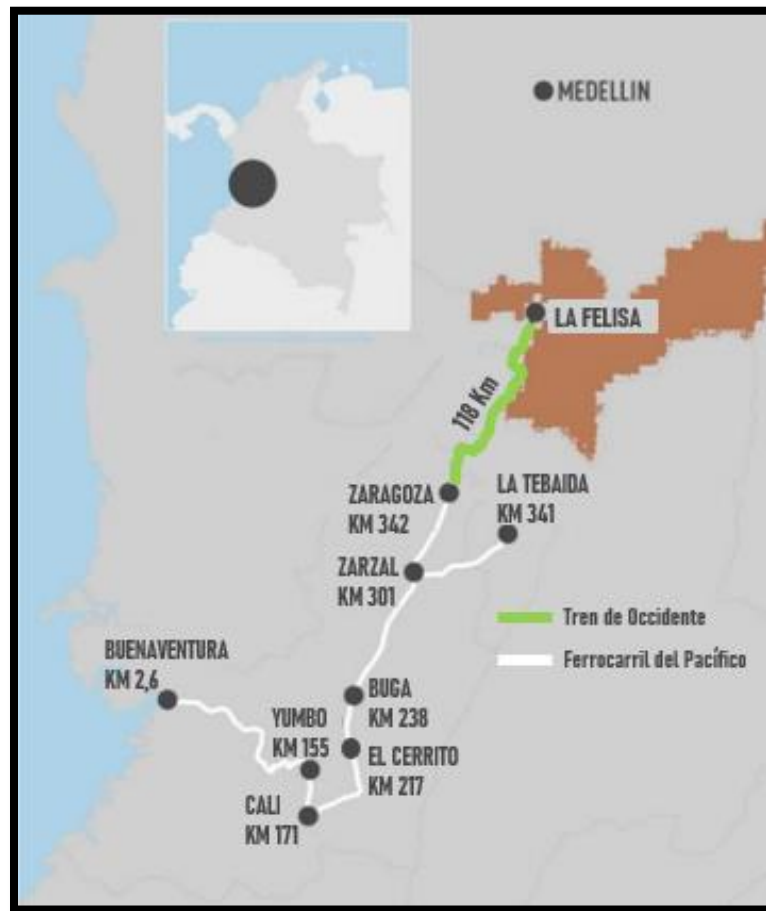 MEDELLIN
LA FELISA
118 Km
ZARAGOZA
KM 342
LA TEBAIDA
KM 341
ZARZAL
KM 301
Tren de Occidente
Ferrocarril del Pacífico
BUENAVENTURA
KM 2,6
BUGA
KM 238
YUMBO
KM 155
EL CERRITO
KM 217
CALI
KM 171